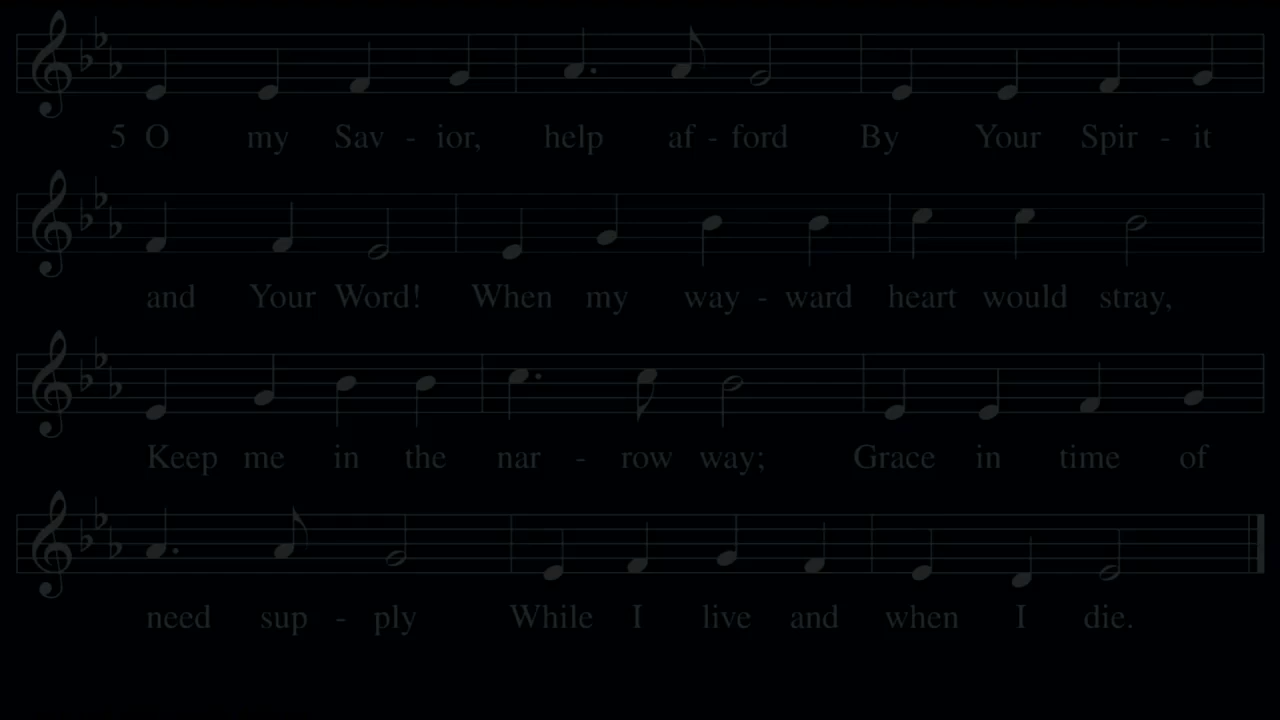 5 O my Sav - ior, help af - ford By Your Spir - it
and Your Word! When my way - ward heart would stray,
Keep me in the nar - row way; Grace in time of
need sup - ply While I live and when I die.